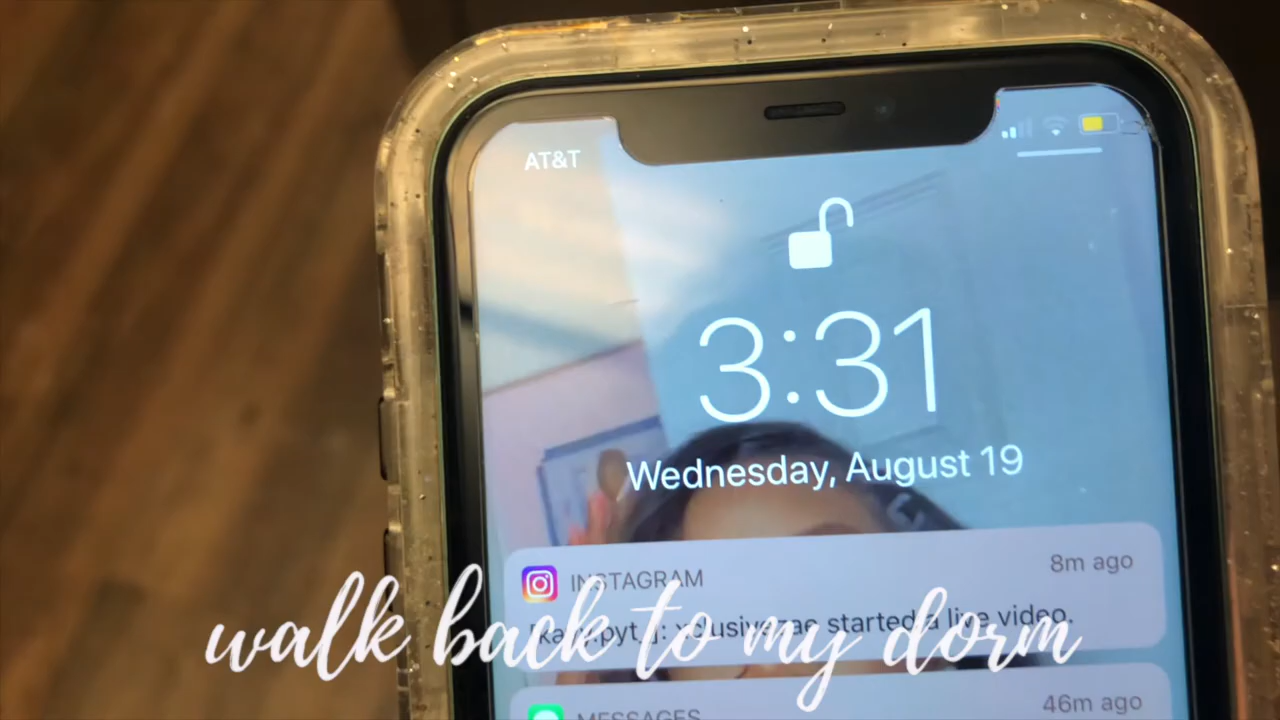 AT&T
3:31
Wednesday, August 19
INSTAGRAM
8m ago
started a live video.
walk back to my dorm
MESSAGES
46m ago